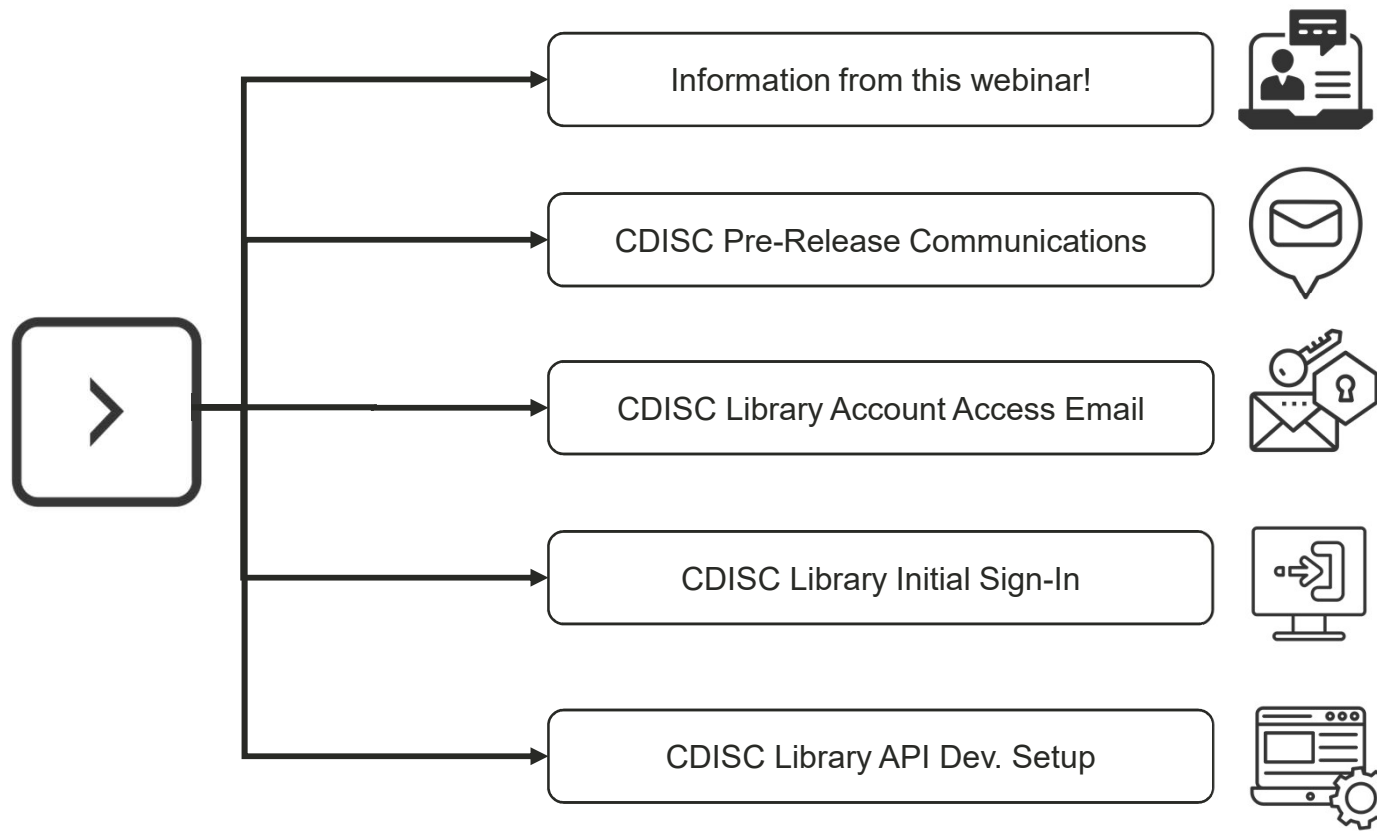 Information from this webinar!
CDISC Pre-Release Communications
CDISC Library Account Access Email
CDISC Library Initial Sign-In
CDISC Library API Dev. Setup